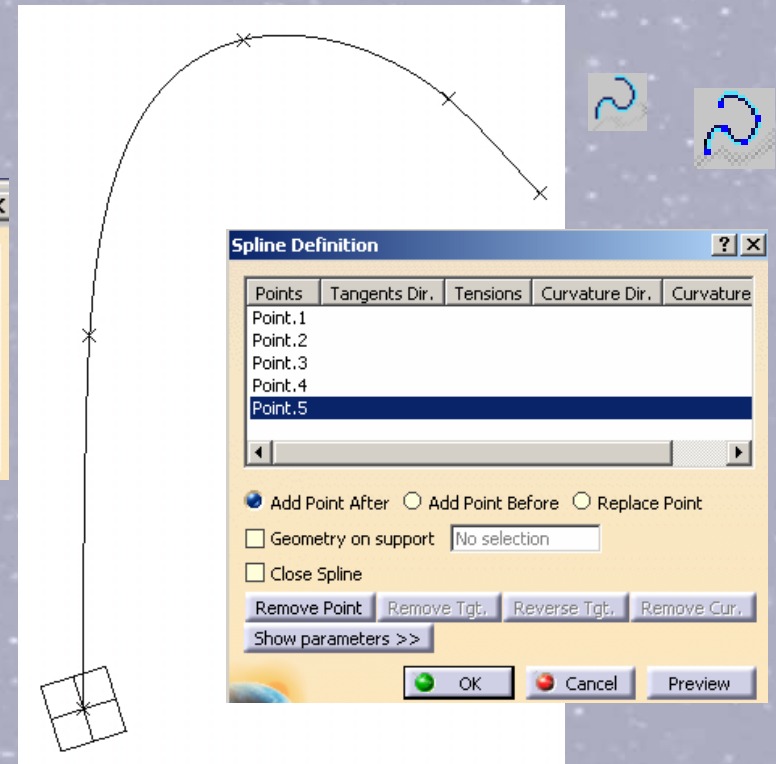 Spline Definition
Points Tangents Dir. Tensions Curvature Dir. Curvature
Point.1
Point.2
Point.3
Point.4
Point.5
Add Point After Add Point Before Replace Point
Geometry on support No selection
Close Spline
Remove Point Remove Tgt. Reverse Tgt. Remove Cur.
Show parameters >>
OK Cancel Preview